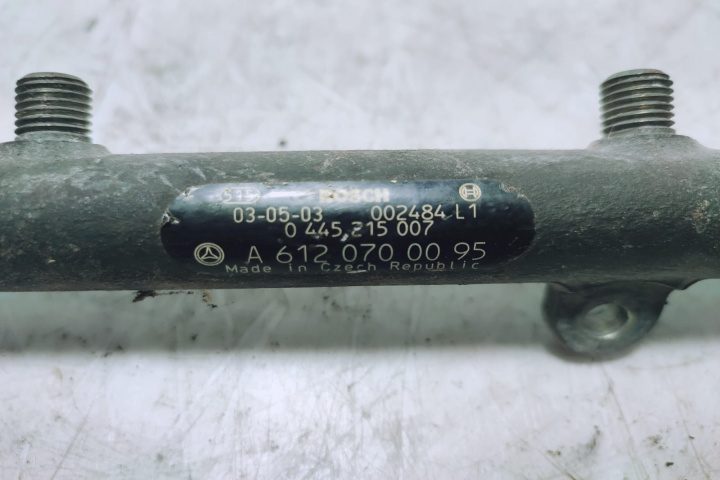 BOSCH
03-05-03 002484 L1
0 445 215 007
A 612 070 00 95
Made in Czech Republic